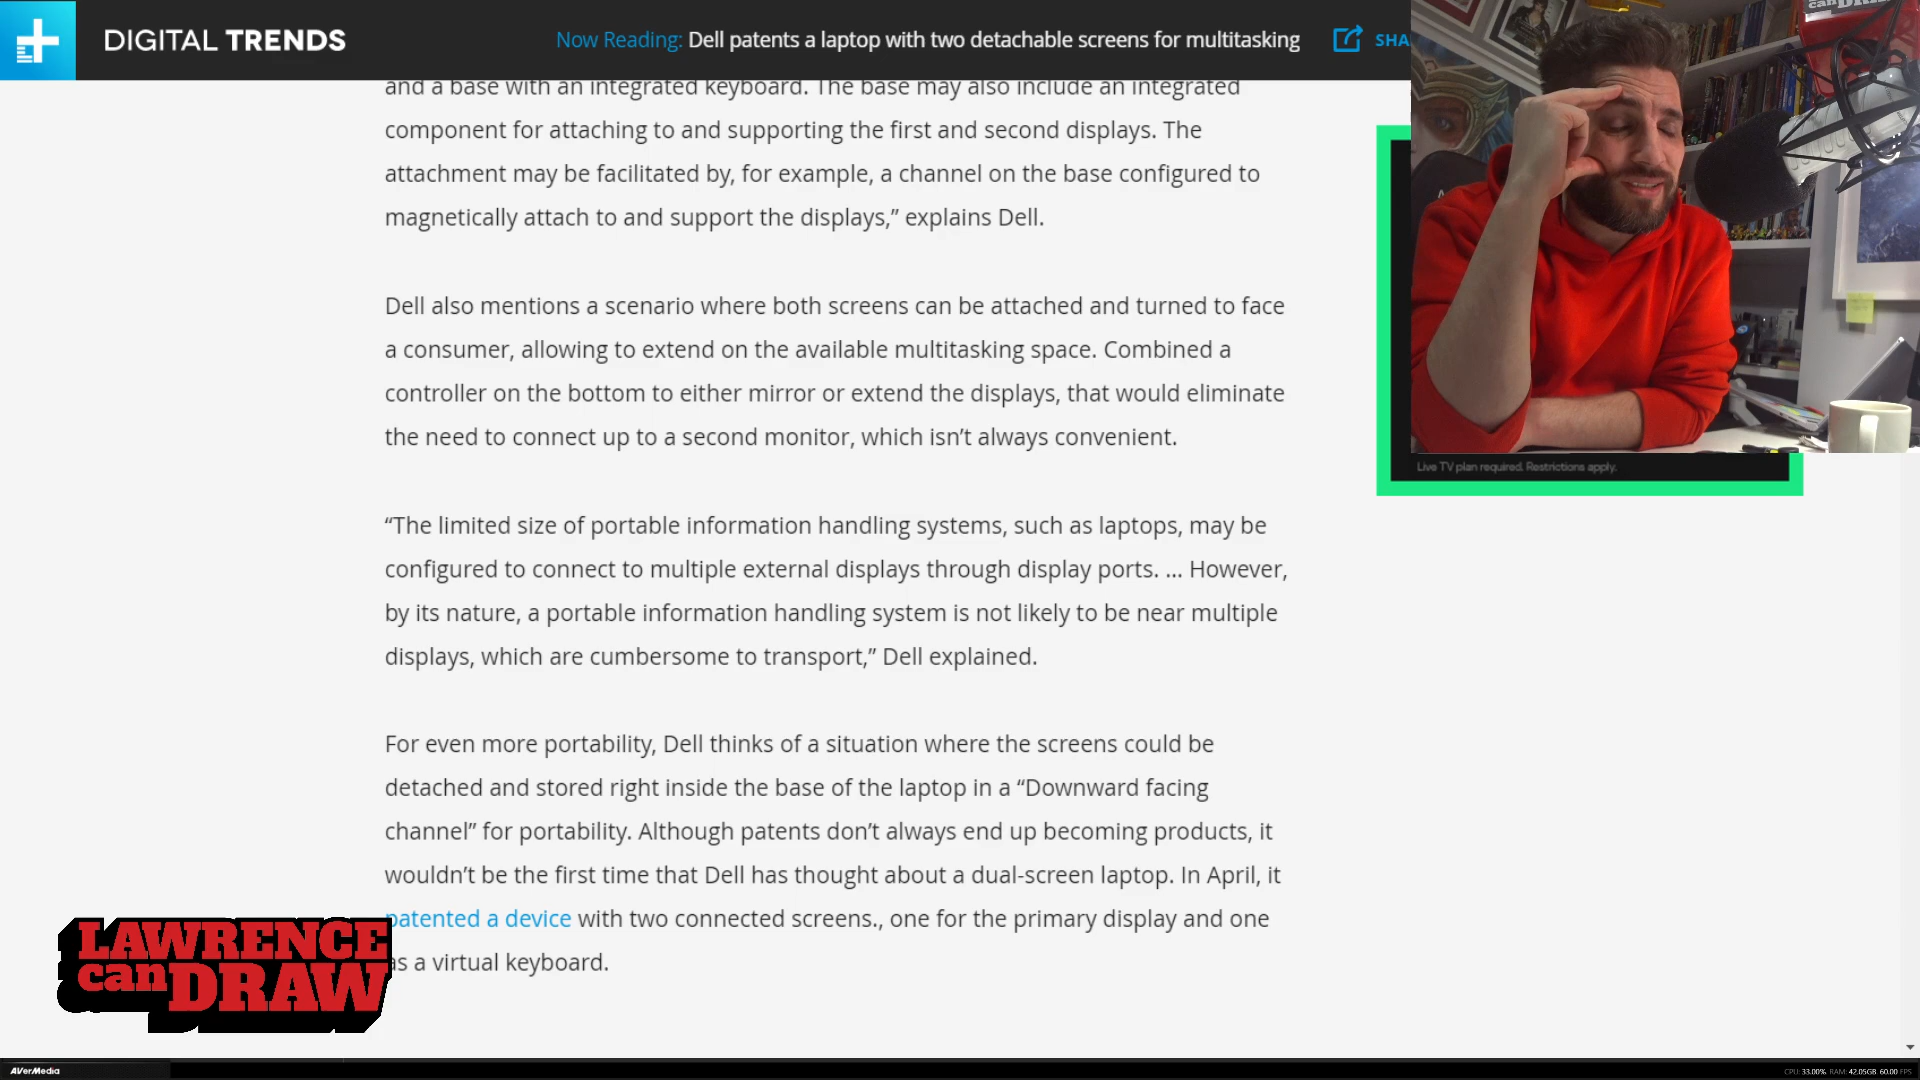 DIGITAL TRENDS
Now Reading: Dell patents a laptop with two detachable screens for multitasking
SHA
and a base with an integrated keyboard. The base may also include an integrated
component for attaching to and supporting the first and second displays. The
attachment may be facilitated by, for example, a channel on the base configured to
magnetically attach to and support the displays,” explains Dell.
Dell also mentions a scenario where both screens can be attached and turned to face
a consumer, allowing to extend on the available multitasking space. Combined a
controller on the bottom to either mirror or extend the displays, that would eliminate
the need to connect up to a second monitor, which isn’t always convenient.
Live TV plan required. Restrictions apply.
“The limited size of portable information handling systems, such as laptops, may be
configured to connect to multiple external displays through display ports. ... However,
by its nature, a portable information handling system is not likely to be near multiple
displays, which are cumbersome to transport,” Dell explained.
For even more portability, Dell thinks of a situation where the screens could be
detached and stored right inside the base of the laptop in a “Downward facing
channel” for portability. Although patents don’t always end up becoming products, it
wouldn’t be the first time that Dell has thought about a dual-screen laptop. In April, it
patented a device with two connected screens., one for the primary display and one
as a virtual keyboard.
LAWRENCE
can DRAW
AVerMedia
CPU: 33.00% RAM: 42.05GB 60.00 FPS